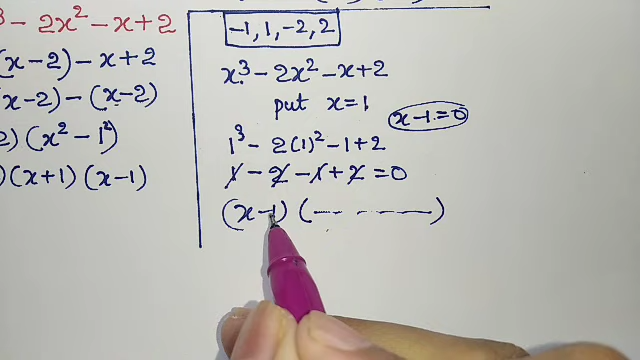 ³ - 2x² - x + 2
(x-2) - x + 2
x-2) - (x-2)
2) (x² - 1²)
) (x+1) (x-1)
-1, 1, -2, 2
x³ - 2x² - x + 2
put x = 1
x - 1 = 0
1³ - 2(1)² - 1 + 2
1 - 2 - 1 + 2 = 0
(x-1) (— — ——)